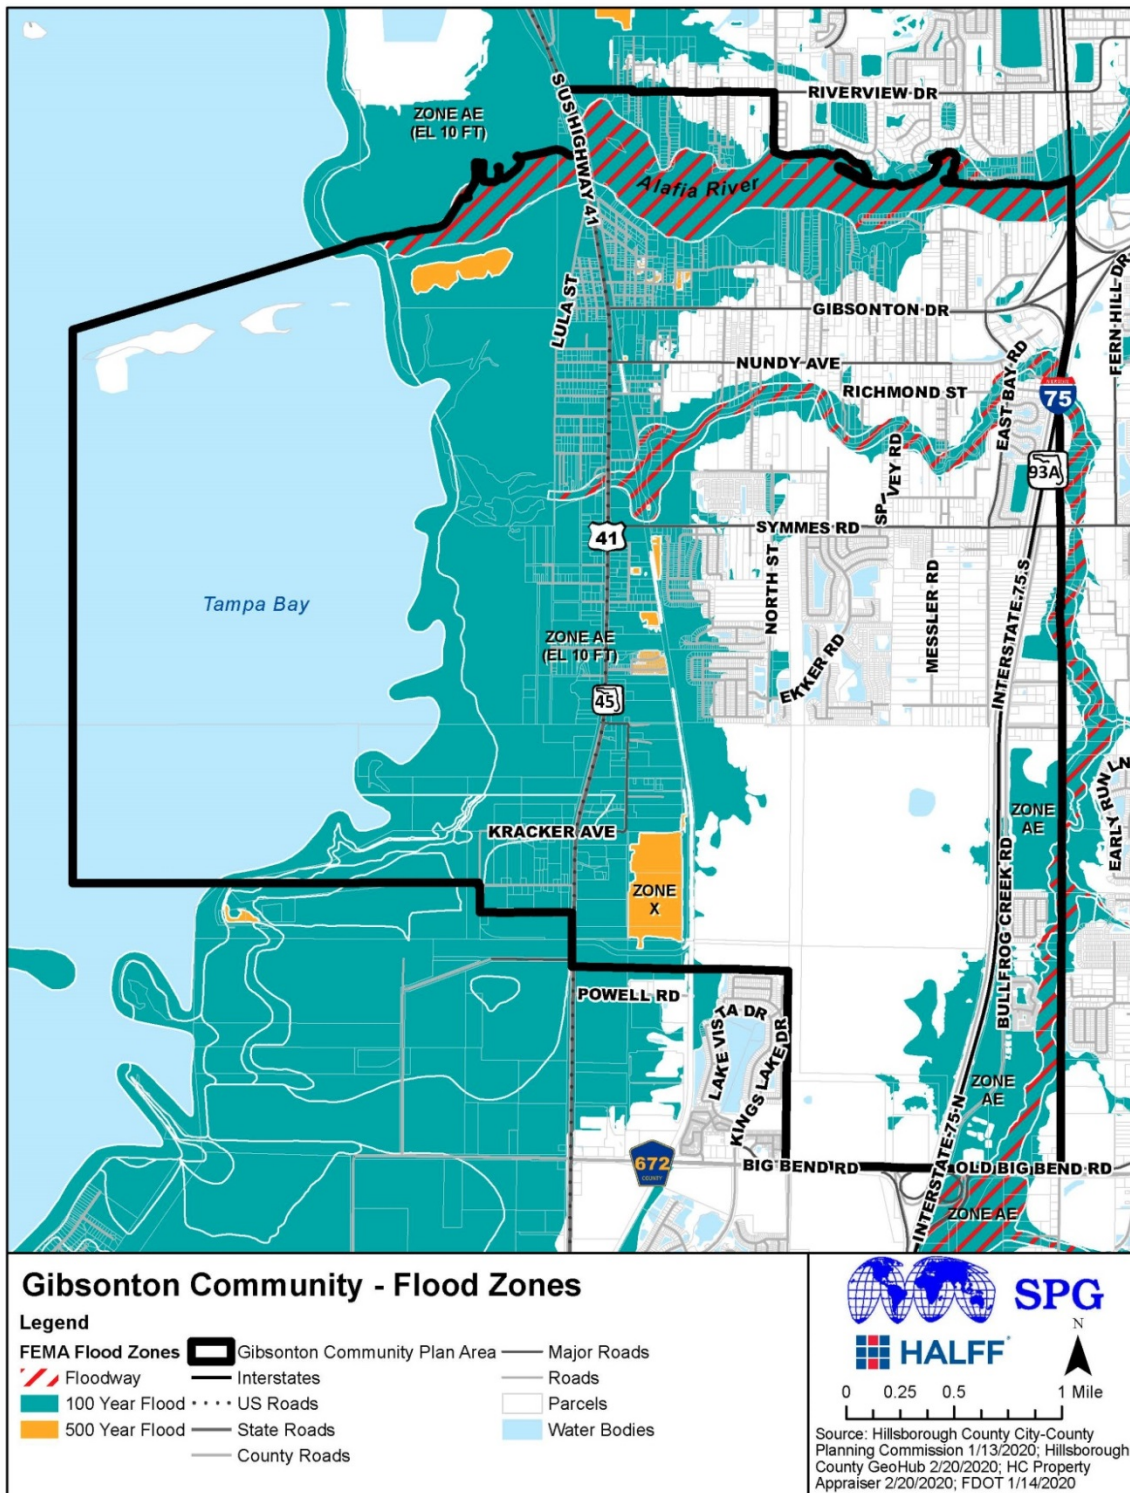 RIVERVIEW DR
ZONE AE
(EL 10 FT)
S US HIGHWAY 41
Alafia River
LULA ST
GIBSONTON DR
FERN HILL DR
NUNDY AVE
RICHMOND ST
EAST BAY RD
75
93A
SPIVEY RD
SYMMES RD
41
NORTH ST
MESSLER RD
INTERSTATE 75 S
Tampa Bay
ZONE AE
(EL 10 FT)
EKKER RD
45
EARLY RUN LN
ZONE
AE
KRACKER AVE
BULLFROG CREEK RD
ZONE
X
POWELL RD
LAKE VISTA DR
KINGS LAKE DR
ZONE
AE
INTERSTATE 75 N
672
COUNTY
BIG BEND RD
OLD BIG BEND RD
ZONE AE
Gibsonton Community - Flood Zones
Legend
FEMA Flood Zones
Floodway
100 Year Flood
500 Year Flood
Gibsonton Community Plan Area
Interstates
US Roads
State Roads
County Roads
Major Roads
Roads
Parcels
Water Bodies
SPG
HALFF
N
0 0.25 0.5 1 Mile
Source: Hillsborough County City-County
Planning Commission 1/13/2020; Hillsborough
County GeoHub 2/20/2020; HC Property
Appraiser 2/20/2020; FDOT 1/14/2020